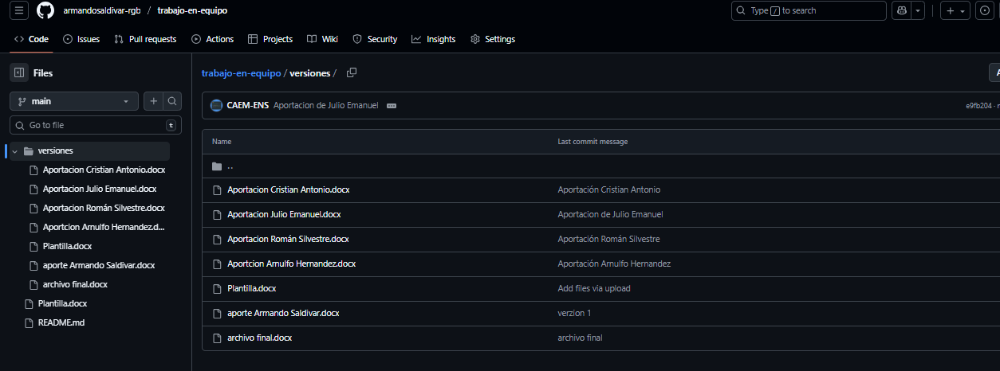 armandosaldivar-rgb / trabajo-en-equipo
Type / to search
Code Issues Pull requests Actions Projects Wiki Security Insights Settings
Files
main
Go to file t
versiones
Aportacion Cristian Antonio.docx
Aportacion Julio Emanuel.docx
Aportacion Román Silvestre.docx
Aportcion Arnulfo Hernandez.d...
Plantilla.docx
aporte Armando Saldivar.docx
archivo final.docx
Plantilla.docx
README.md
trabajo-en-equipo / versiones /
CAEM-ENS Aportacion de Julio Emanuel
e9fb204 ·
Name Last commit message
..
Aportacion Cristian Antonio.docx Aportación Cristian Antonio
Aportacion Julio Emanuel.docx Aportacion de Julio Emanuel
Aportacion Román Silvestre.docx Aportación Román Silvestre
Aportcion Arnulfo Hernandez.docx Aportación Arnulfo Hernandez
Plantilla.docx Add files via upload
aporte Armando Saldivar.docx verzion 1
archivo final.docx archivo final